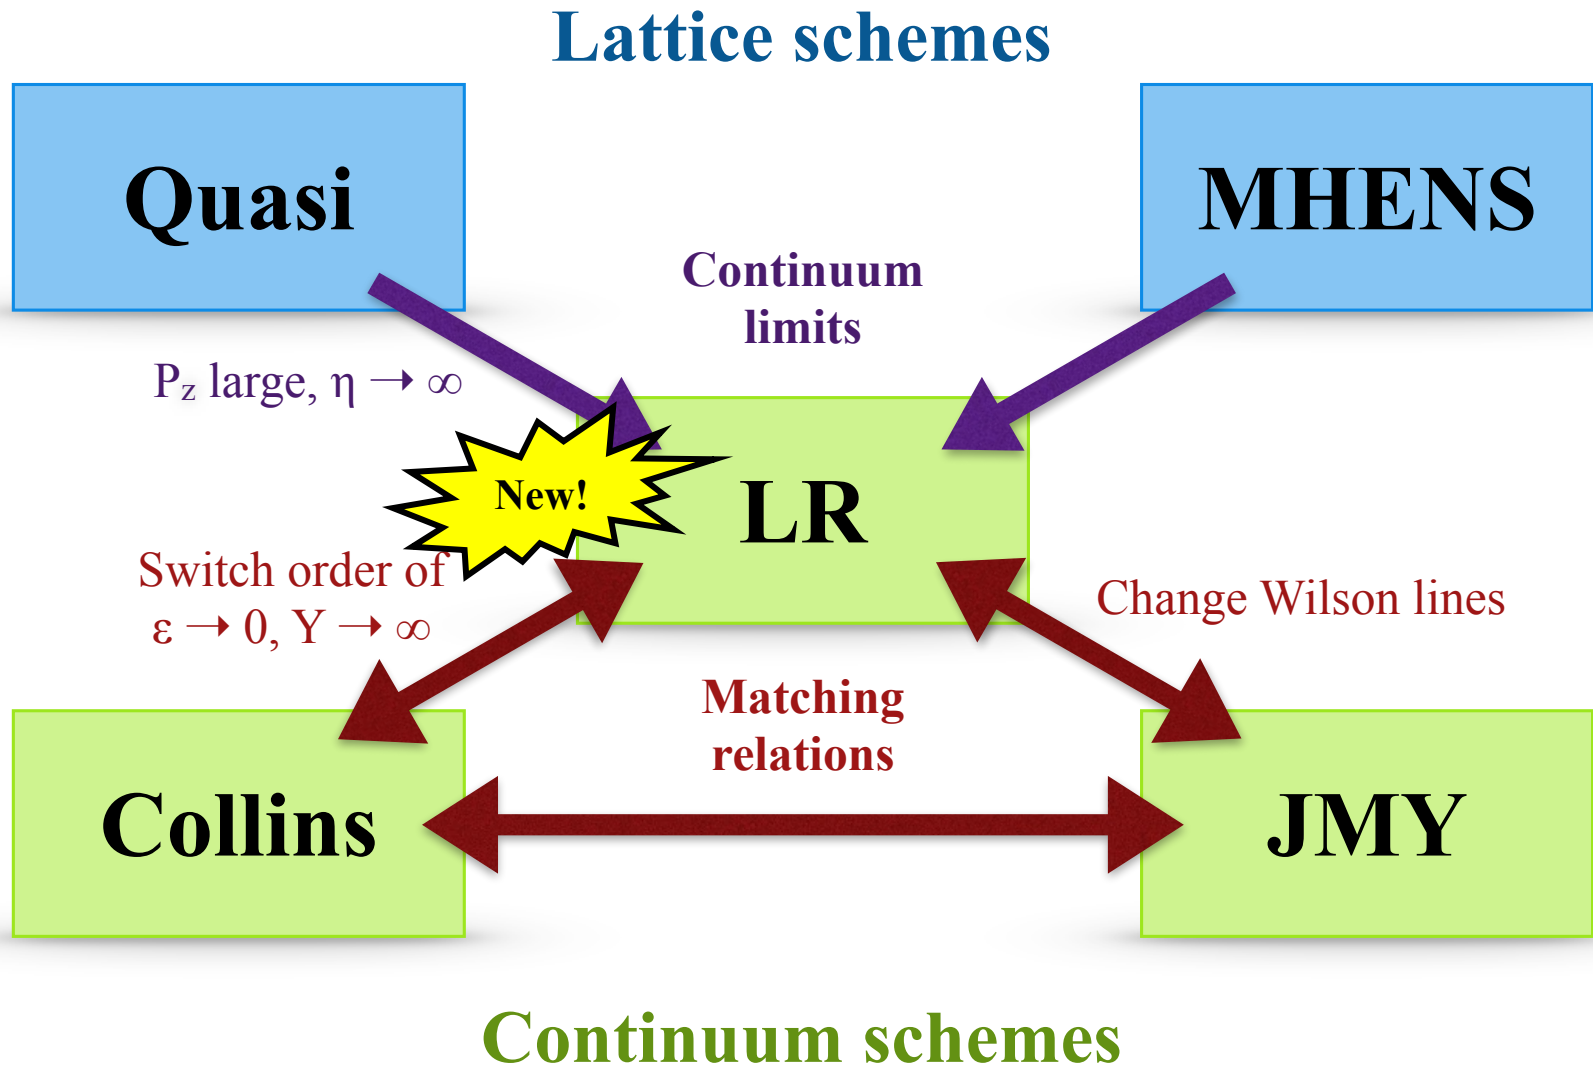 Lattice schemes
Quasi
MHENS
Continuum
limits
P_z large, η → ∞
New!
LR
Switch order of
ε → 0, Y → ∞
Change Wilson lines
Matching
relations
Collins
JMY
Continuum schemes